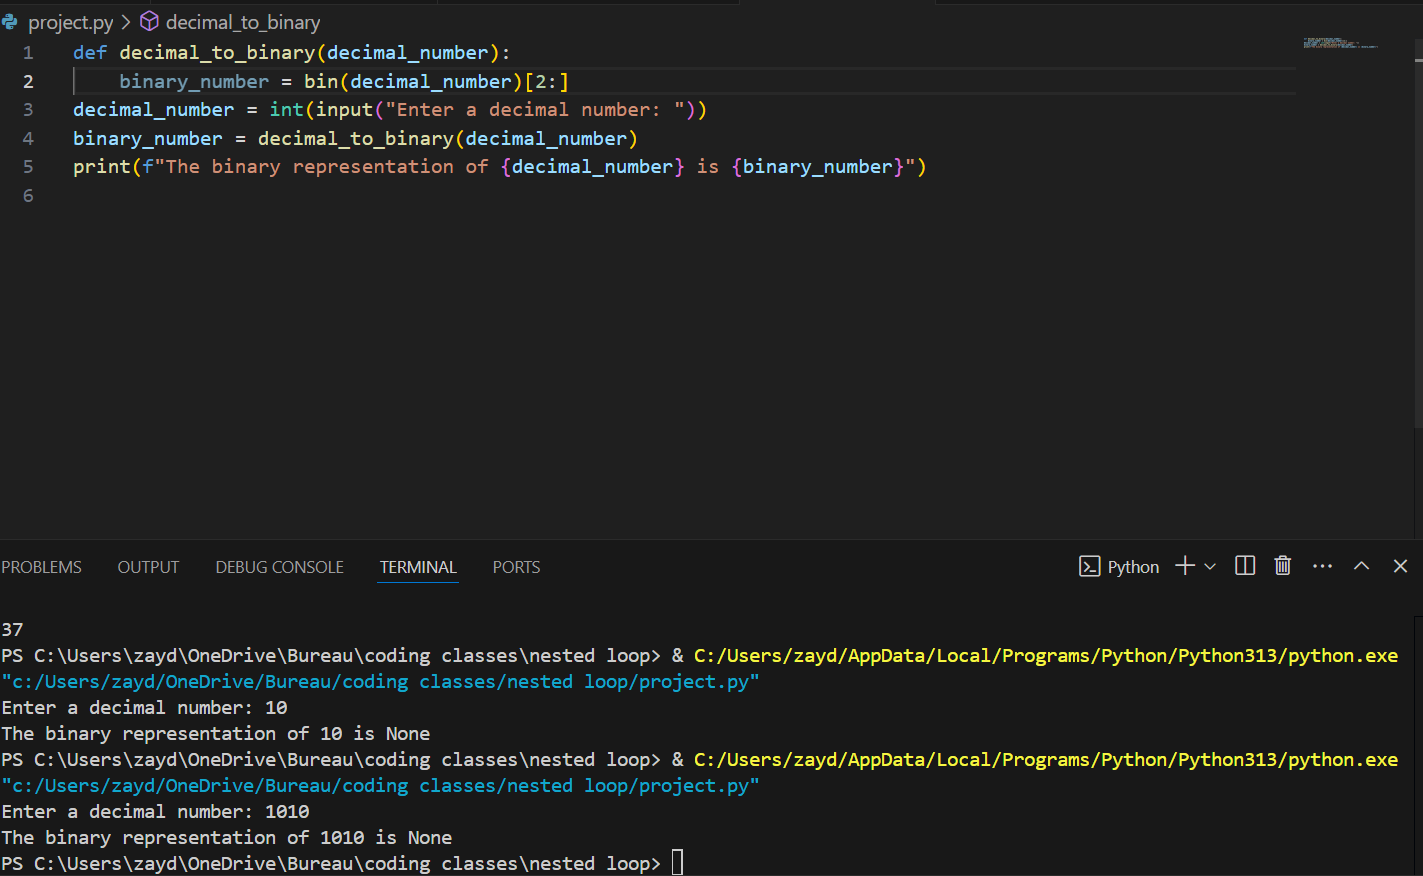 project.py > decimal_to_binary
1 def decimal_to_binary(decimal_number):
2     binary_number = bin(decimal_number)[2:]
3 decimal_number = int(input("Enter a decimal number: "))
4 binary_number = decimal_to_binary(decimal_number)
5 print(f"The binary representation of {decimal_number} is {binary_number}")
6
PROBLEMS OUTPUT DEBUG CONSOLE TERMINAL PORTS Python
37
PS C:\Users\zayd\OneDrive\Bureau\coding classes\nested loop> & C:/Users/zayd/AppData/Local/Programs/Python/Python313/python.exe
"c:/Users/zayd/OneDrive/Bureau/coding classes/nested loop/project.py"
Enter a decimal number: 10
The binary representation of 10 is None
PS C:\Users\zayd\OneDrive\Bureau\coding classes\nested loop> & C:/Users/zayd/AppData/Local/Programs/Python/Python313/python.exe
"c:/Users/zayd/OneDrive/Bureau/coding classes/nested loop/project.py"
Enter a decimal number: 1010
The binary representation of 1010 is None
PS C:\Users\zayd\OneDrive\Bureau\coding classes\nested loop>